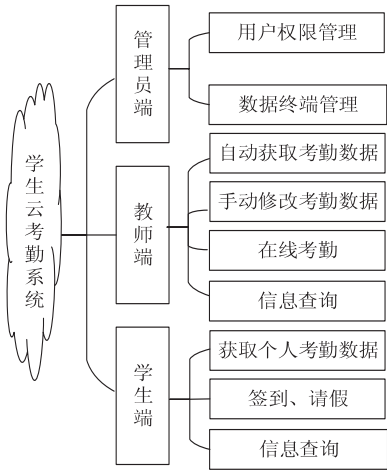 学生云考勤系统
管理员端
用户权限管理
数据终端管理
教师端
自动获取考勤数据
手动修改考勤数据
在线考勤
信息查询
学生端
获取个人考勤数据
签到、请假
信息查询